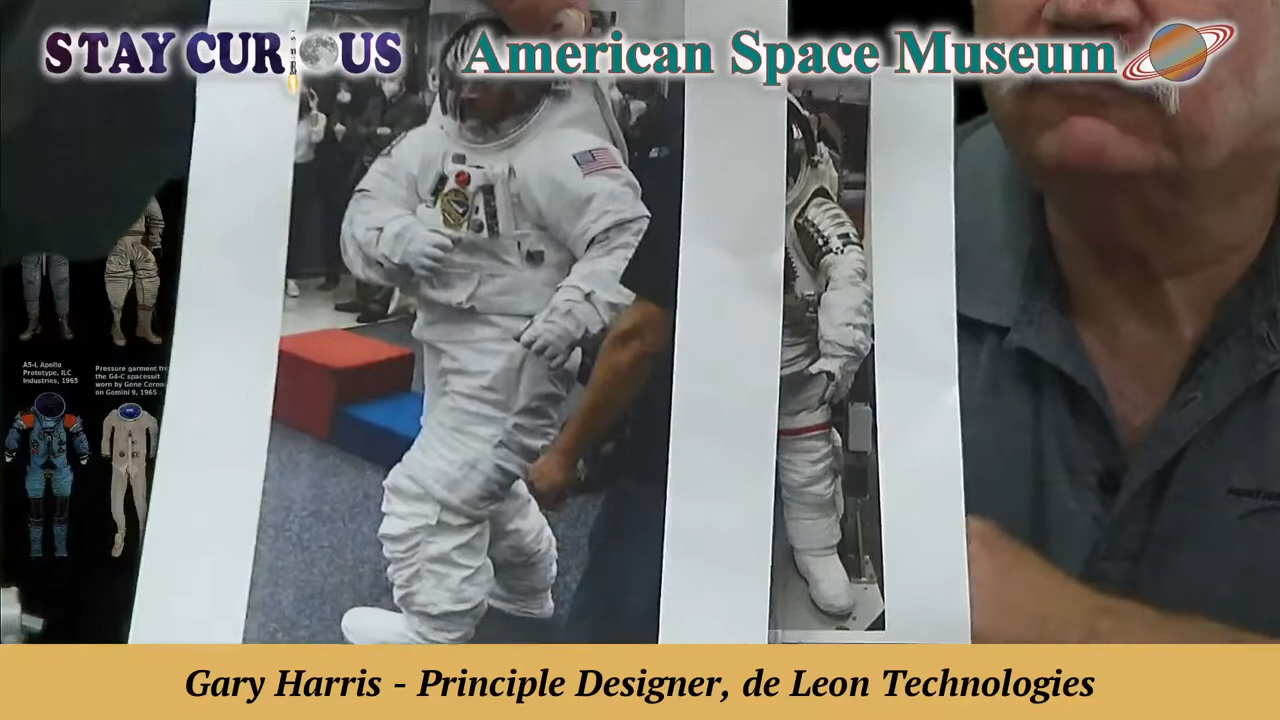 STAY CURIOUS
American Space Museum
A5-L Apollo
Prototype, ILC
Industries, 1965
Pressure garment
the G4-C spacesuit
worn by Gene
on Gemini 9, 1965
Gary Harris - Principle Designer, de Leon Technologies